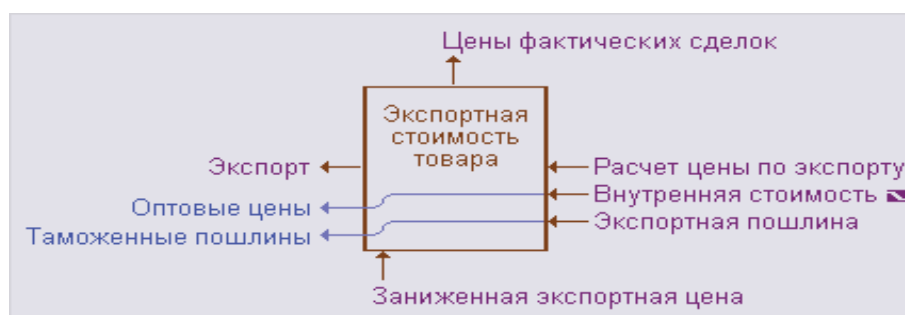 Цены фактических сделок
Экспортная
стоимость
товара
Экспорт
Расчет цены по экспорту
Оптовые цены
Внутренняя стоимость
Таможенные пошлины
Экспортная пошлина
Заниженная экспортная цена